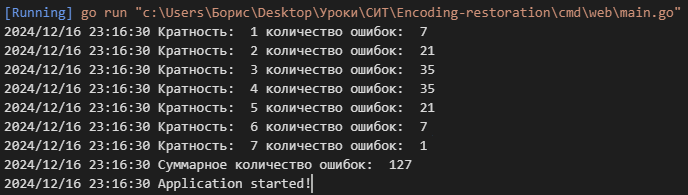 [Running] go run "c:\Users\Борис\Desktop\Уроки\СИТ\Encoding-restoration\cmd\web\main.go"
2024/12/16 23:16:30 Кратность:  1 количество ошибок:  7
2024/12/16 23:16:30 Кратность:  2 количество ошибок:  21
2024/12/16 23:16:30 Кратность:  3 количество ошибок:  35
2024/12/16 23:16:30 Кратность:  4 количество ошибок:  35
2024/12/16 23:16:30 Кратность:  5 количество ошибок:  21
2024/12/16 23:16:30 Кратность:  6 количество ошибок:  7
2024/12/16 23:16:30 Кратность:  7 количество ошибок:  1
2024/12/16 23:16:30 Суммарное количество ошибок:  127
2024/12/16 23:16:30 Application started!